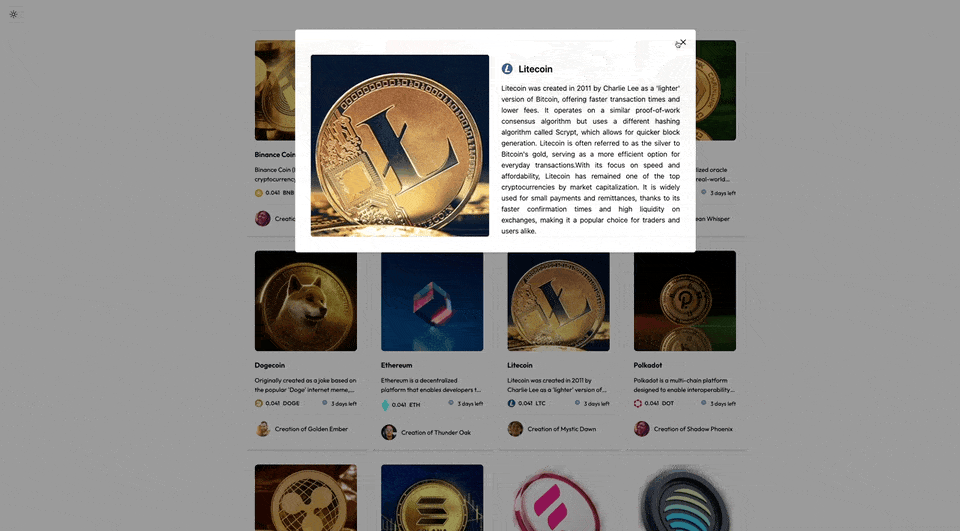 Litecoin
Litecoin was created in 2011 by Charlie Lee as a 'lighter'
version of Bitcoin, offering faster transaction times and
lower fees. It operates on a similar proof-of-work
consensus algorithm but uses a different hashing
algorithm called Scrypt, which allows for quicker block
generation. Litecoin is often referred to as the silver to
Bitcoin's gold, serving as a more efficient option for
everyday transactions.With its focus on speed and
affordability, Litecoin has remained one of the top
cryptocurrencies by market capitalization. It is widely
used for small payments and remittances, thanks to its
faster confirmation times and high liquidity on
exchanges, making it a popular choice for traders and
users alike.
Binance Coin
Binance Coin
cryptocurrency
0.041 BNB
Creatio
lized oracle
real-world...
3 days left
ean Whisper
Dogecoin
Originally created as a joke based on
the popular 'Doge' internet meme,...
0.041 DOGE
3 days left
Creation of Golden Ember
Ethereum
Ethereum is a decentralized
platform that enables developers t...
0.041 ETH
3 days left
Creation of Thunder Oak
Litecoin
Litecoin was created in 2011 by
Charlie Lee as a 'lighter' version of...
0.041 LTC
3 days left
Creation of Mystic Dawn
Polkadot
Polkadot is a multi-chain platform
designed to enable interoperability...
0.041 DOT
3 days left
Creation of Shadow Phoenix